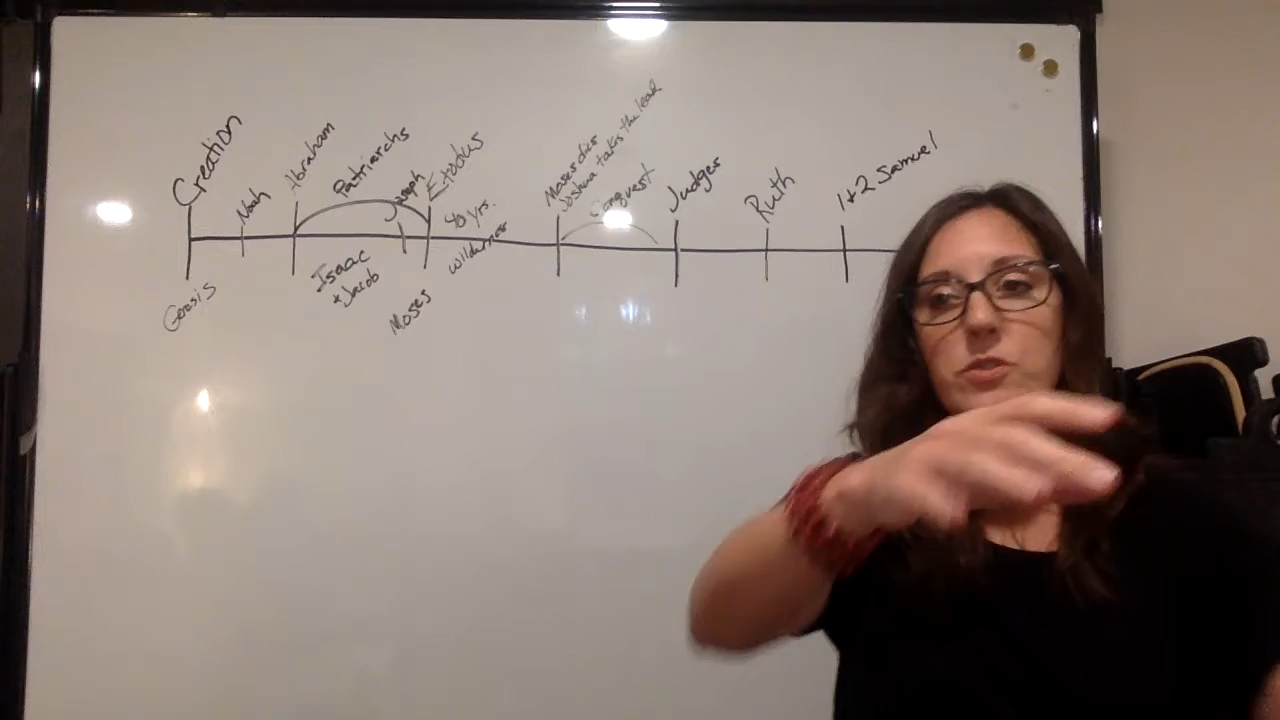 Creation
Noah
Abraham
Patriarchs
Joseph
Exodus
40 yrs.
wilderness
Moses dies
Joshua takes the lead
Conquest
Judges
Ruth
1+2 Samuel
Gensis
Isaac
+ Jacob
Moses